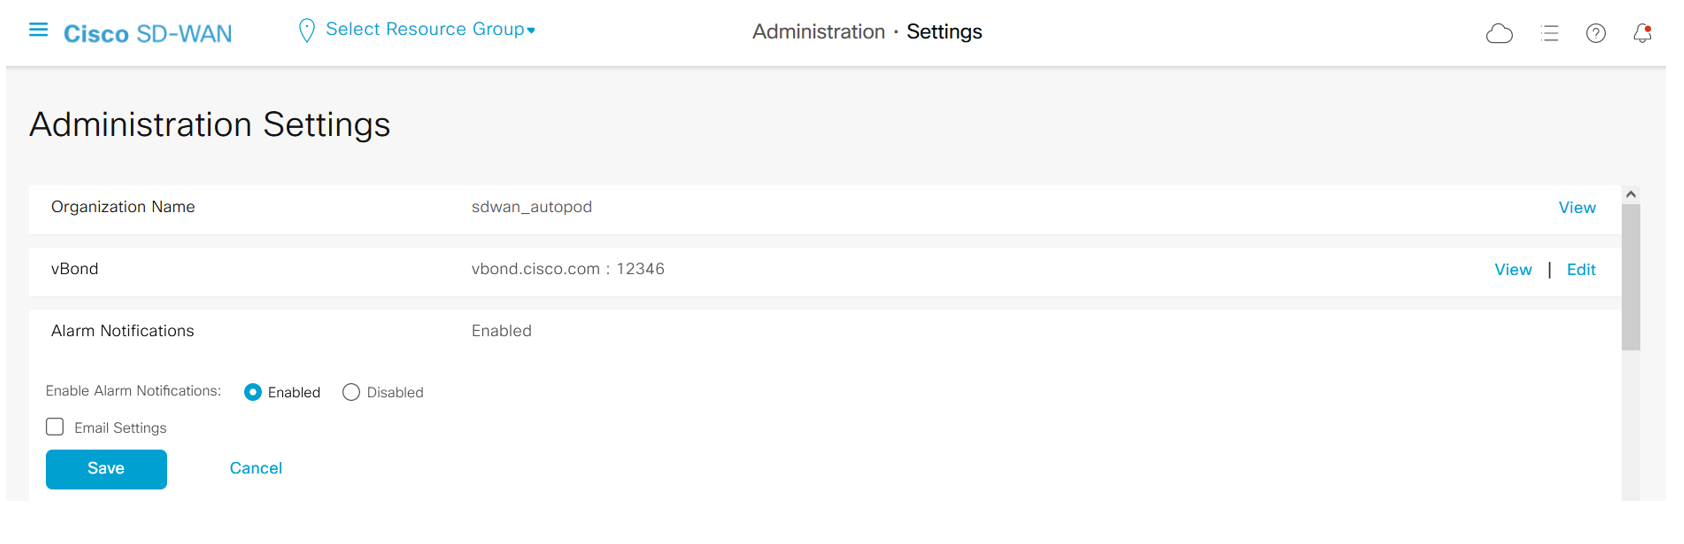 Cisco SD-WAN Select Resource Group Administration · Settings
Administration Settings
Organization Name sdwan_autopod View
vBond vbond.cisco.com : 12346 View | Edit
Alarm Notifications Enabled
Enable Alarm Notifications: Enabled Disabled
Email Settings
Save Cancel